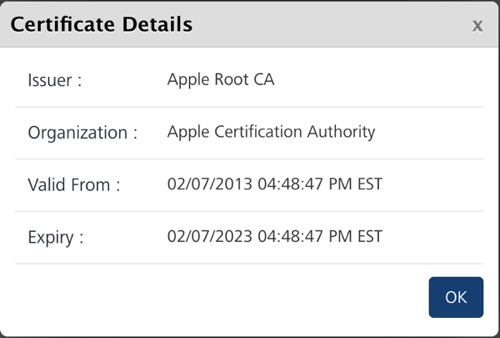 Certificate Details x
Issuer : Apple Root CA
Organization : Apple Certification Authority
Valid From : 02/07/2013 04:48:47 PM EST
Expiry : 02/07/2023 04:48:47 PM EST
OK